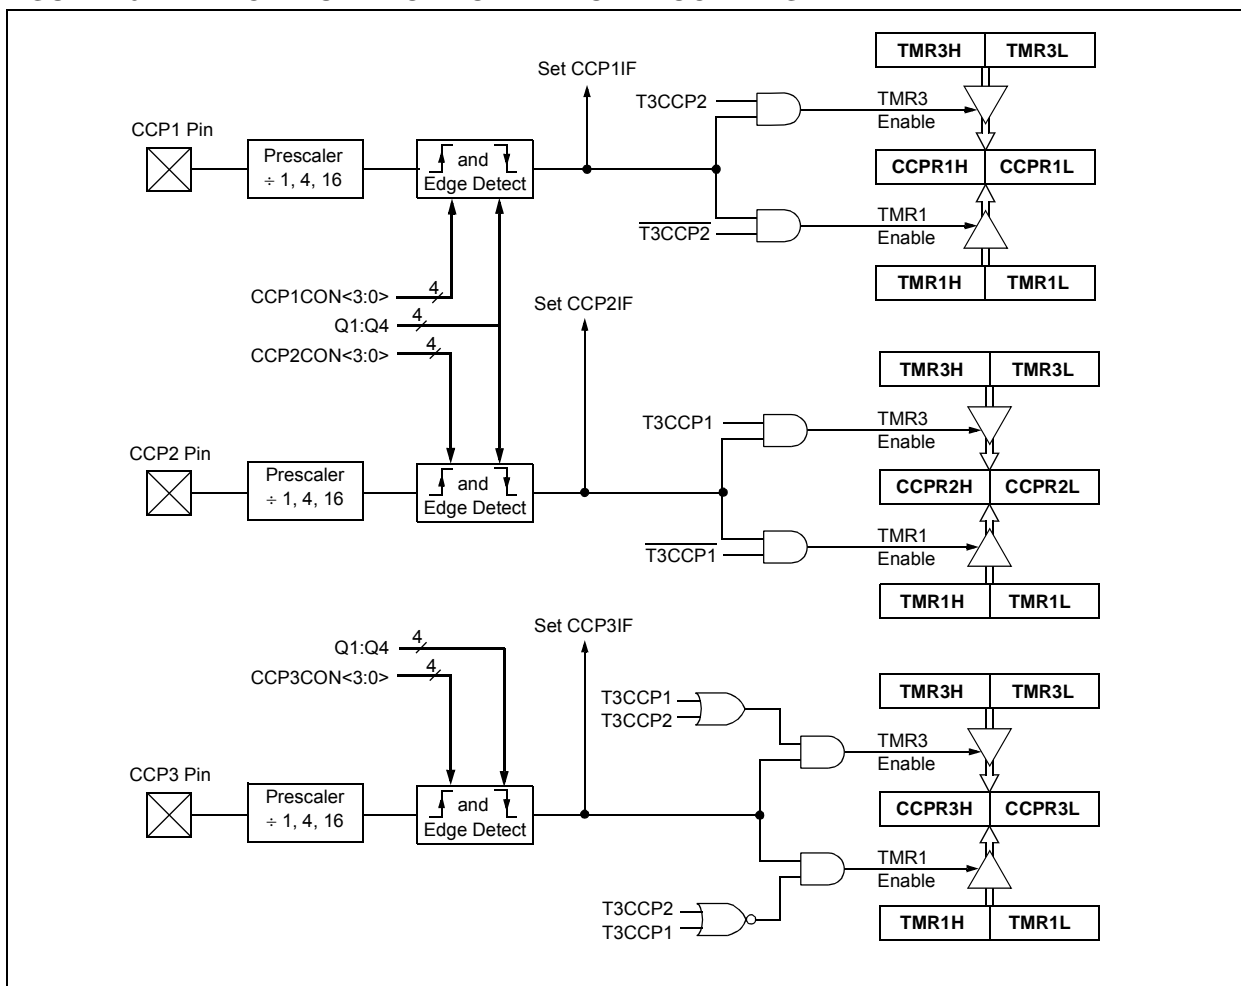 TMR3H TMR3L
Set CCP1IF
T3CCP2
TMR3
Enable
CCP1 Pin
Prescaler
÷ 1, 4, 16
and
Edge Detect
CCPR1H CCPR1L
T3CCP2
TMR1
Enable
TMR1H TMR1L
CCP1CON<3:0> 4
Q1:Q4 4
CCP2CON<3:0> 4
Set CCP2IF
TMR3H TMR3L
T3CCP1
TMR3
Enable
CCP2 Pin
Prescaler
÷ 1, 4, 16
and
Edge Detect
CCPR2H CCPR2L
T3CCP1
TMR1
Enable
TMR1H TMR1L
Q1:Q4 4
CCP3CON<3:0> 4
Set CCP3IF
TMR3H TMR3L
T3CCP1
T3CCP2
TMR3
Enable
CCP3 Pin
Prescaler
÷ 1, 4, 16
and
Edge Detect
CCPR3H CCPR3L
TMR1
Enable
T3CCP2
T3CCP1
TMR1H TMR1L